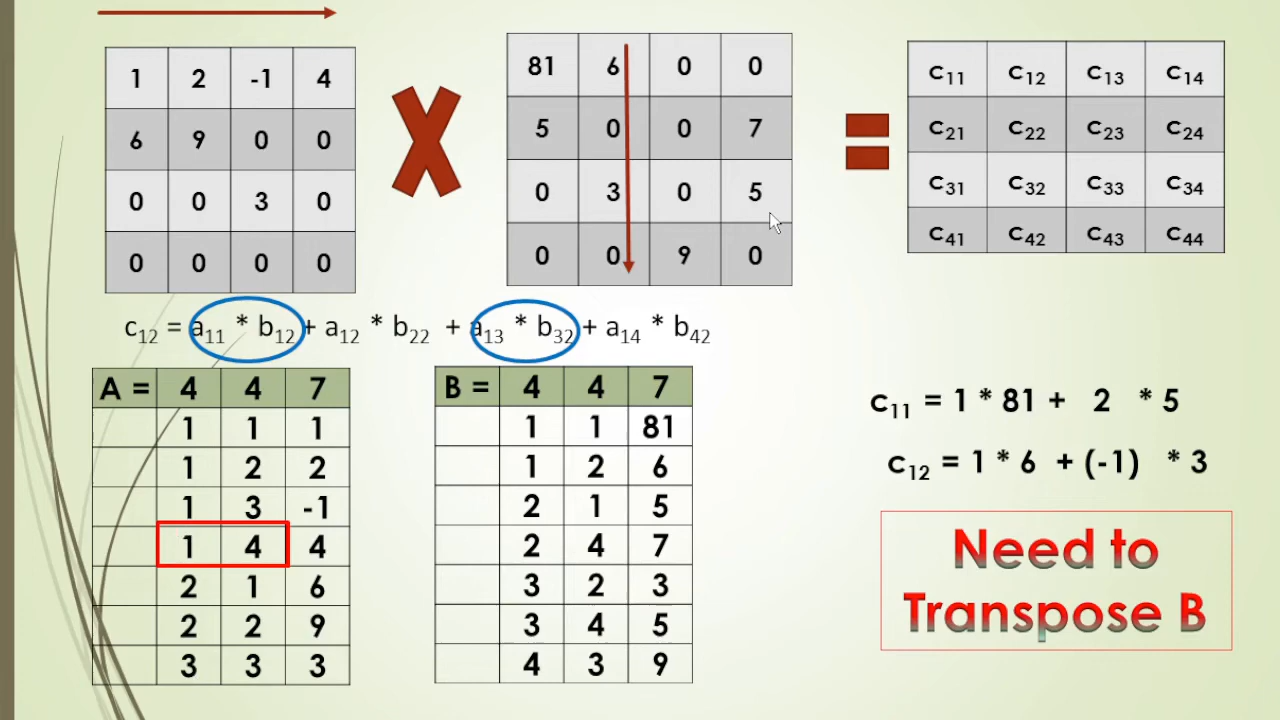 1 2 -1 4
6 9 0 0
0 0 3 0
0 0 0 0
X
81 6 0 0
5 0 0 7
0 3 0 5
0 0 9 0
=
c₁₁ c₁₂ c₁₃ c₁₄
c₂₁ c₂₂ c₂₃ c₂₄
c₃₁ c₃₂ c₃₃ c₃₄
c₄₁ c₄₂ c₄₃ c₄₄
c₁₂ = a₁₁ * b₁₂ + a₁₂ * b₂₂ + a₁₃ * b₃₂ + a₁₄ * b₄₂
A = 4 4 7
1 1 1
1 2 2
1 3 -1
1 4 4
2 1 6
2 2 9
3 3 3
B = 4 4 7
1 1 81
1 2 6
2 1 5
2 4 7
3 2 3
3 4 5
4 3 9
c₁₁ = 1 * 81 + 2 * 5
c₁₂ = 1 * 6 + (-1) * 3
Need to
Transpose B